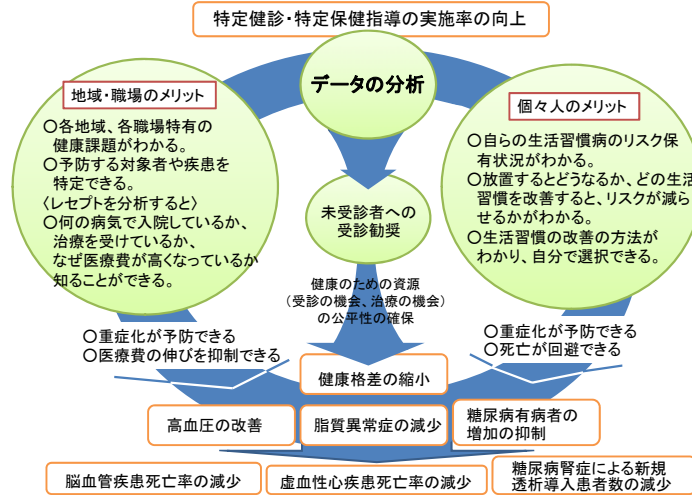 特定健診・特定保健指導の実施率の向上
データの分析
地域・職場のメリット
○各地域、各職場特有の
健康課題がわかる。
○予防する対象者や疾患を
特定できる。
〈レセプトを分析すると〉
○何の病気で入院しているか、
治療を受けているか、
なぜ医療費が高くなっているか
知ることができる。
個々人のメリット
○自らの生活習慣病のリスク保
有状況がわかる。
○放置するとどうなるか、どの生活
習慣を改善すると、リスクが減ら
せるかがわかる。
○生活習慣の改善の方法が
わかり、自分で選択できる。
未受診者への
受診勧奨
健康のための資源
(受診の機会、治療の機会)
の公平性の確保
○重症化が予防できる
○医療費の伸びを抑制できる
○重症化が予防できる
○死亡が回避できる
健康格差の縮小
高血圧の改善
脂質異常症の減少
糖尿病有病者の
増加の抑制
脳血管疾患死亡率の減少
虚血性心疾患死亡率の減少
糖尿病腎症による新規
透析導入患者数の減少